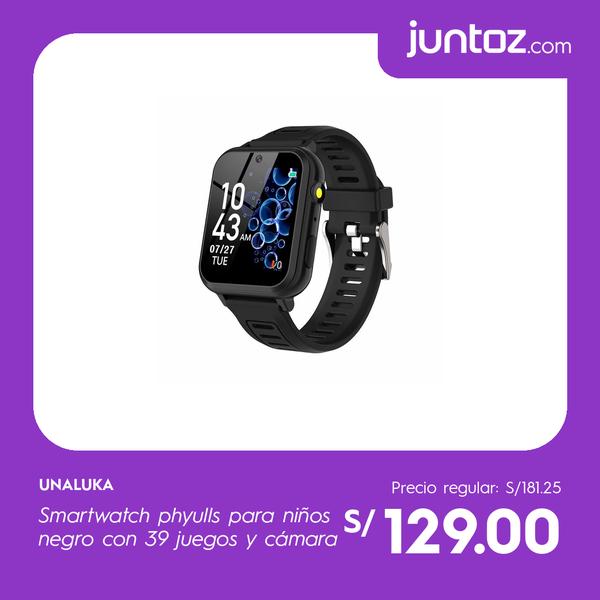 juntoz.com
10
43 AM
07/27
TUE
0
UNALUKA
Smartwatch phyulls para niños
negro con 39 juegos y cámara
Precio regular: S/181.25
S/ 129.00